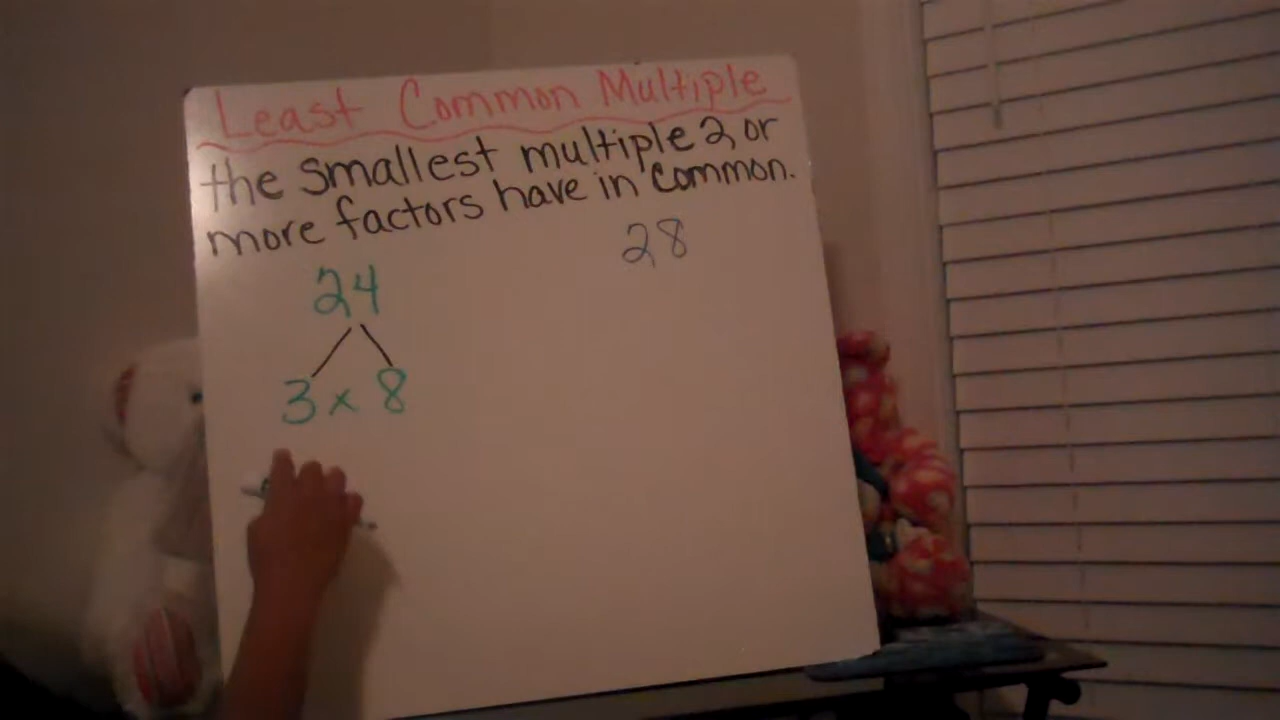 Least Common Multiple
the smallest multiple 2 or
more factors have in common.
28
24
3 x 8